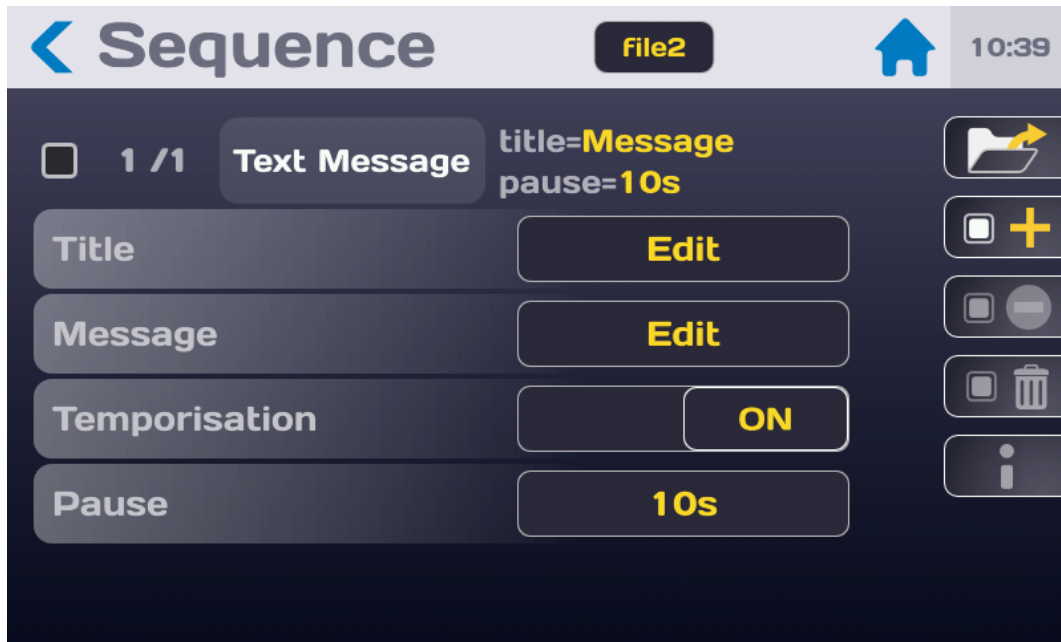 Sequence
File2
10:39
1 /1
Text Message
title=Message
pause=10s
Title
Edit
Message
Edit
Temporisation
ON
Pause
10s